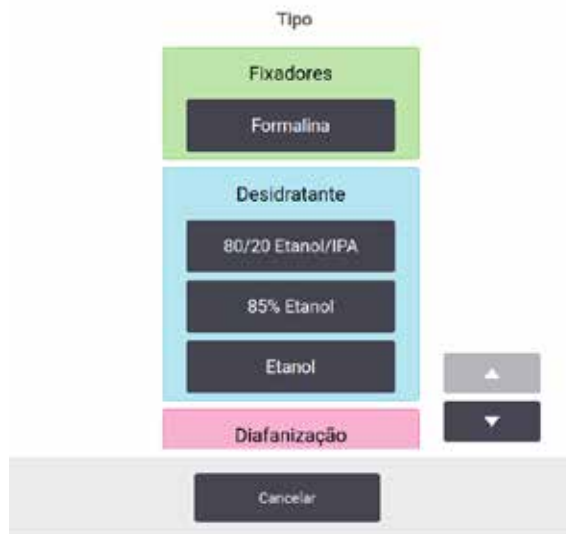 Tipo
Fixadores
Formalina
Desidratante
80/20 Etanol/IPA
85% Etanol
Etanol
Diafanização
Cancelar